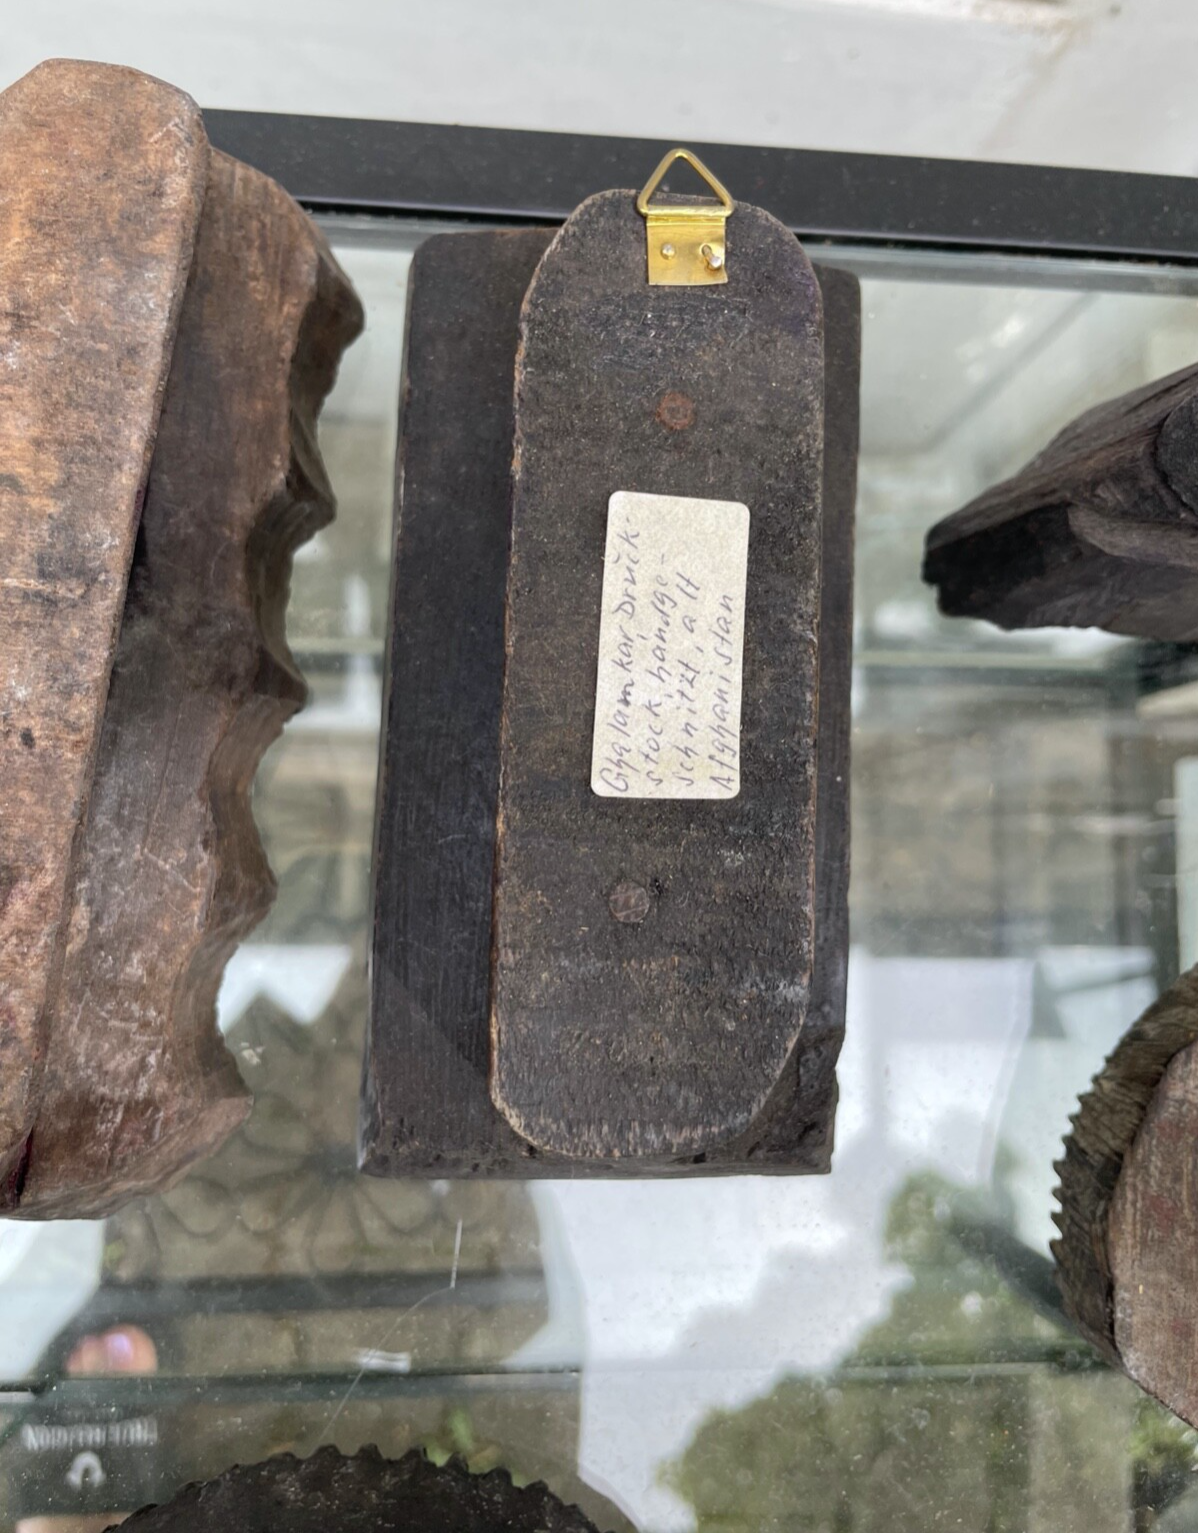 Ghalamkar Druck-
stock, handge-
schnitzt, alt
Afghanistan